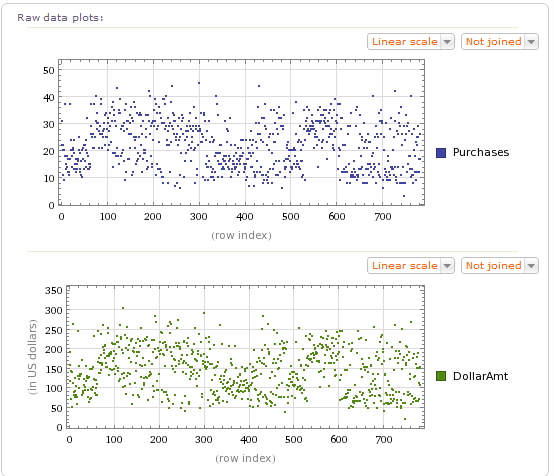 Raw data plots:
Linear scale Not joined
50
40
30
20
10
0
0 100 200 300 400 500 600 700
(row index)
Purchases
Linear scale Not joined
350
300
250
200
150
100
50
0
(in US dollars)
0 100 200 300 400 500 600 700
(row index)
DollarAmt